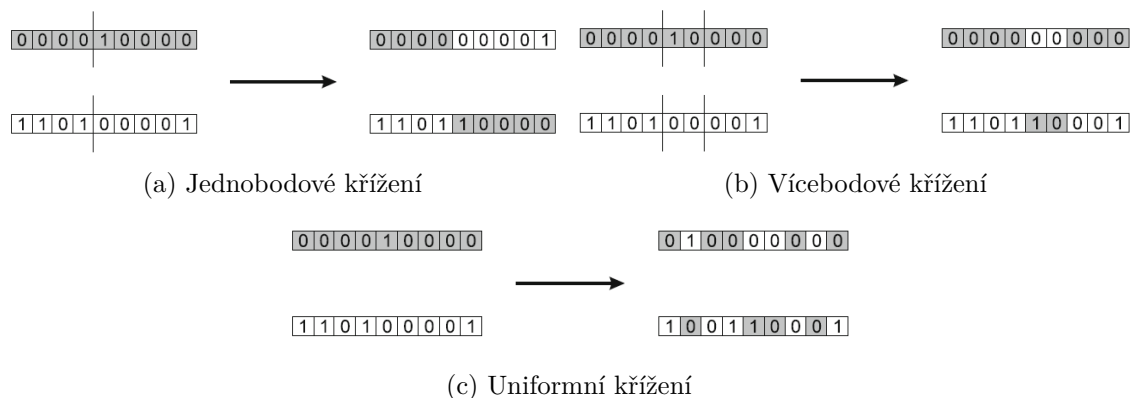 0 0 0 0 1 0 0 0 0
0 0 0 0 0 0 0 0 1
1 1 0 1 0 0 0 0 1
1 1 0 1 1 0 0 0 0
(a) Jednobodové křížení
0 0 0 0 1 0 0 0 0
0 0 0 0 0 0 0 0 0
1 1 0 1 0 0 0 0 1
1 1 0 1 1 0 0 0 1
(b) Vícebodové křížení
0 0 0 0 1 0 0 0 0
0 1 0 0 0 0 0 0 0
1 1 0 1 0 0 0 0 1
1 0 0 1 1 0 0 0 1
(c) Uniformní křížení